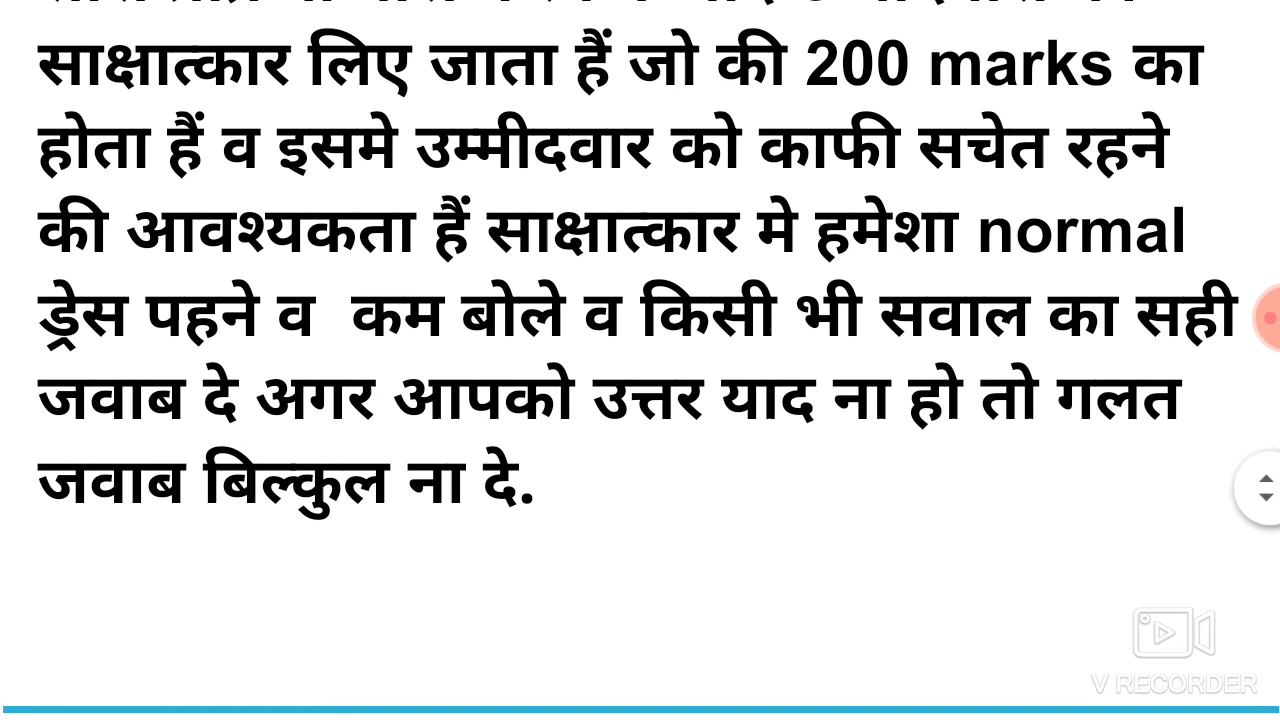 साक्षात्कार लिए जाता हैं जो की 200 marks का
होता हैं व इसमे उम्मीदवार को काफी सचेत रहने
की आवश्यकता हैं साक्षात्कार मे हमेशा normal
ड्रेस पहने व कम बोले व किसी भी सवाल का सही
जवाब दे अगर आपको उत्तर याद ना हो तो गलत
जवाब बिल्कुल ना दे.
V RECORDER